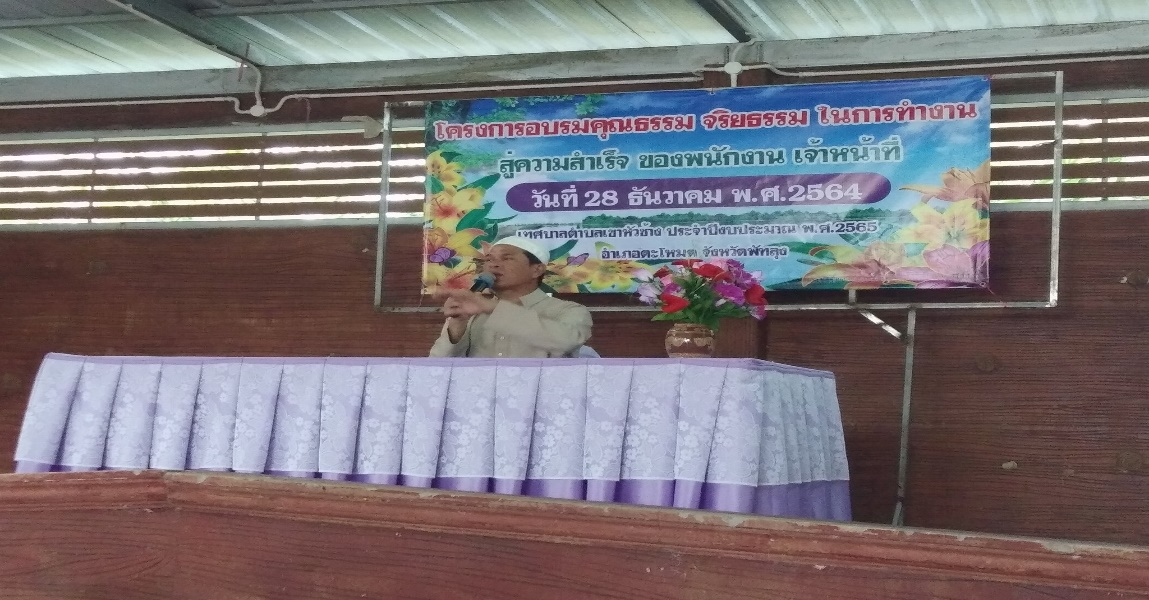 โครงการอบรมคุณธรรม จริยธรรม ในการทำงาน
สู่ความสำเร็จ ของพนักงาน เจ้าหน้าที่
วันที่ 28 ธันวาคม พ.ศ.2564
เทศบาลตำบลเขาหัวช้าง ประจำปีงบประมาณ พ.ศ.2565
อำเภอตะโหมด จังหวัดพัทลุง